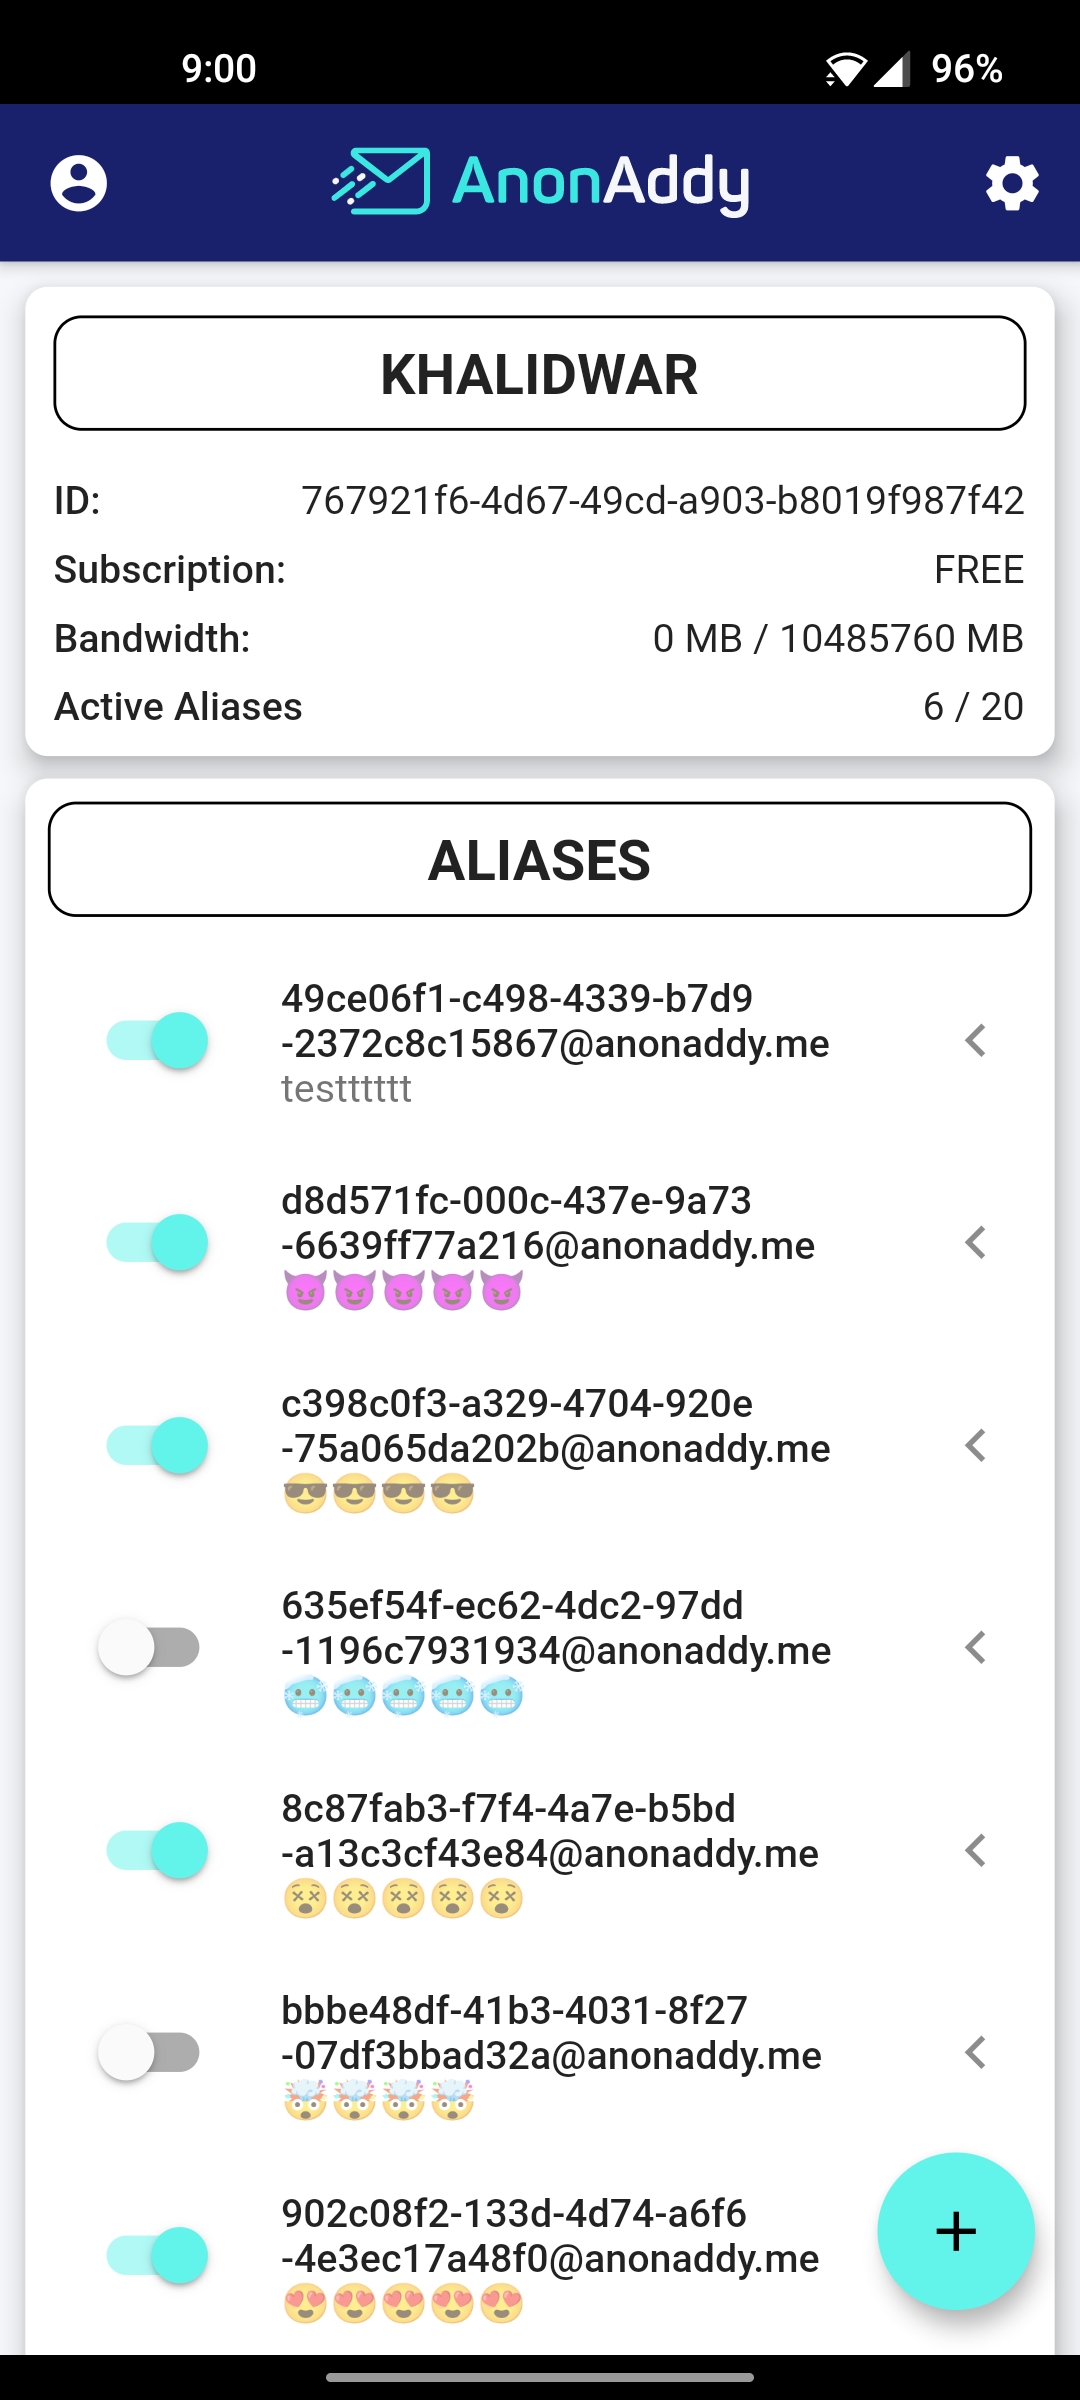 9:00 96%
AnonAddy
KHALIDWAR
ID: 767921f6-4d67-49cd-a903-b8019f987f42
Subscription: FREE
Bandwidth: 0 MB / 10485760 MB
Active Aliases 6 / 20
ALIASES
49ce06f1-c498-4339-b7d9
-2372c8c15867@anonaddy.me
testttttt
d8d571fc-000c-437e-9a73
-6639ff77a216@anonaddy.me
😈😈😈😈😈
c398c0f3-a329-4704-920e
-75a065da202b@anonaddy.me
😎😎😎😎
635ef54f-ec62-4dc2-97dd
-1196c7931934@anonaddy.me
🥶🥶🥶🥶🥶
8c87fab3-f7f4-4a7e-b5bd
-a13c3cf43e84@anonaddy.me
😵😵😵😵😵
bbbe48df-41b3-4031-8f27
-07df3bbad32a@anonaddy.me
🤯🤯🤯🤯
902c08f2-133d-4d74-a6f6
-4e3ec17a48f0@anonaddy.me
😍😍😍😍😍